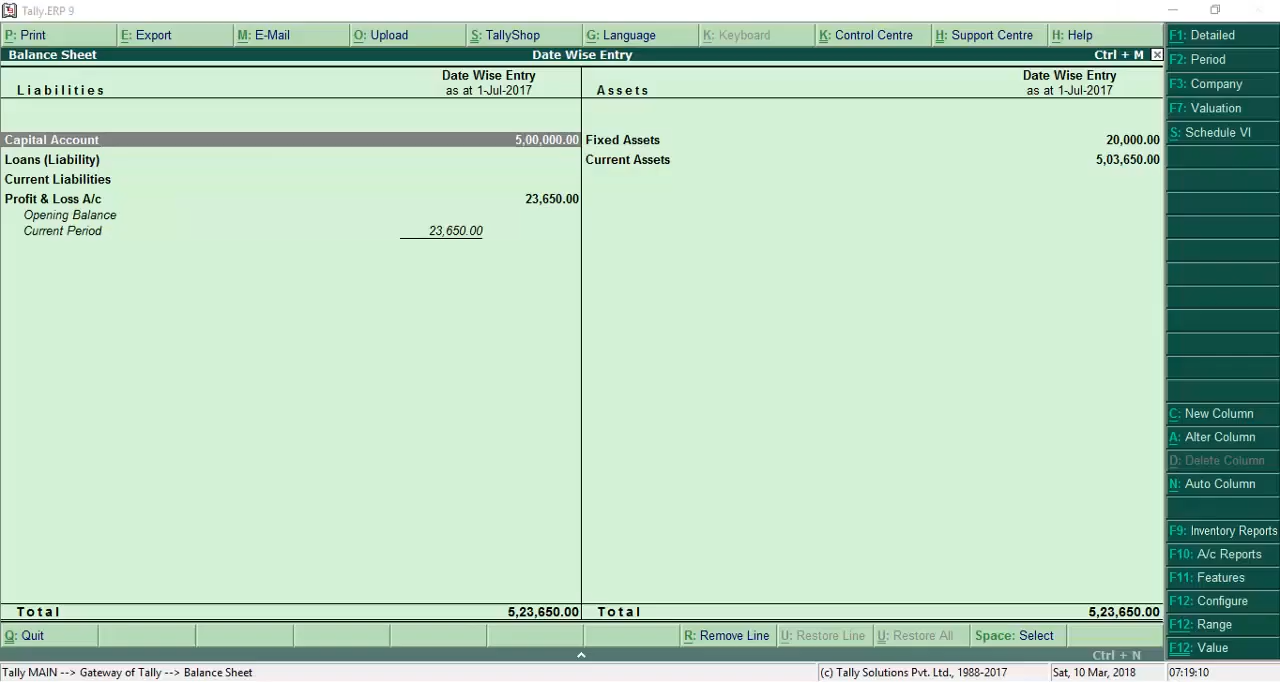 Tally.ERP 9
P: Print E: Export M: E-Mail O: Upload S: TallyShop G: Language K: Keyboard K: Control Centre H: Support Centre H: Help
Balance Sheet Date Wise Entry Ctrl + M
Liabilities Date Wise Entry as at 1-Jul-2017 Assets Date Wise Entry as at 1-Jul-2017
Capital Account 5,00,000.00 Fixed Assets 20,000.00
Loans (Liability) Current Assets 5,03,650.00
Current Liabilities
Profit & Loss A/c 23,650.00
Opening Balance
Current Period 23,650.00
Total 5,23,650.00 Total 5,23,650.00
F1: Detailed
F2: Period
F3: Company
F7: Valuation
S: Schedule VI
C: New Column
A: Alter Column
D: Delete Column
N: Auto Column
F9: Inventory Reports
F10: A/c Reports
F11: Features
F12: Configure
F12: Range
F12: Value
Q: Quit R: Remove Line U: Restore Line U: Restore All Space: Select
Ctrl + N
Tally MAIN --> Gateway of Tally --> Balance Sheet (c) Tally Solutions Pvt. Ltd., 1988-2017 Sat, 10 Mar, 2018 07:19:10